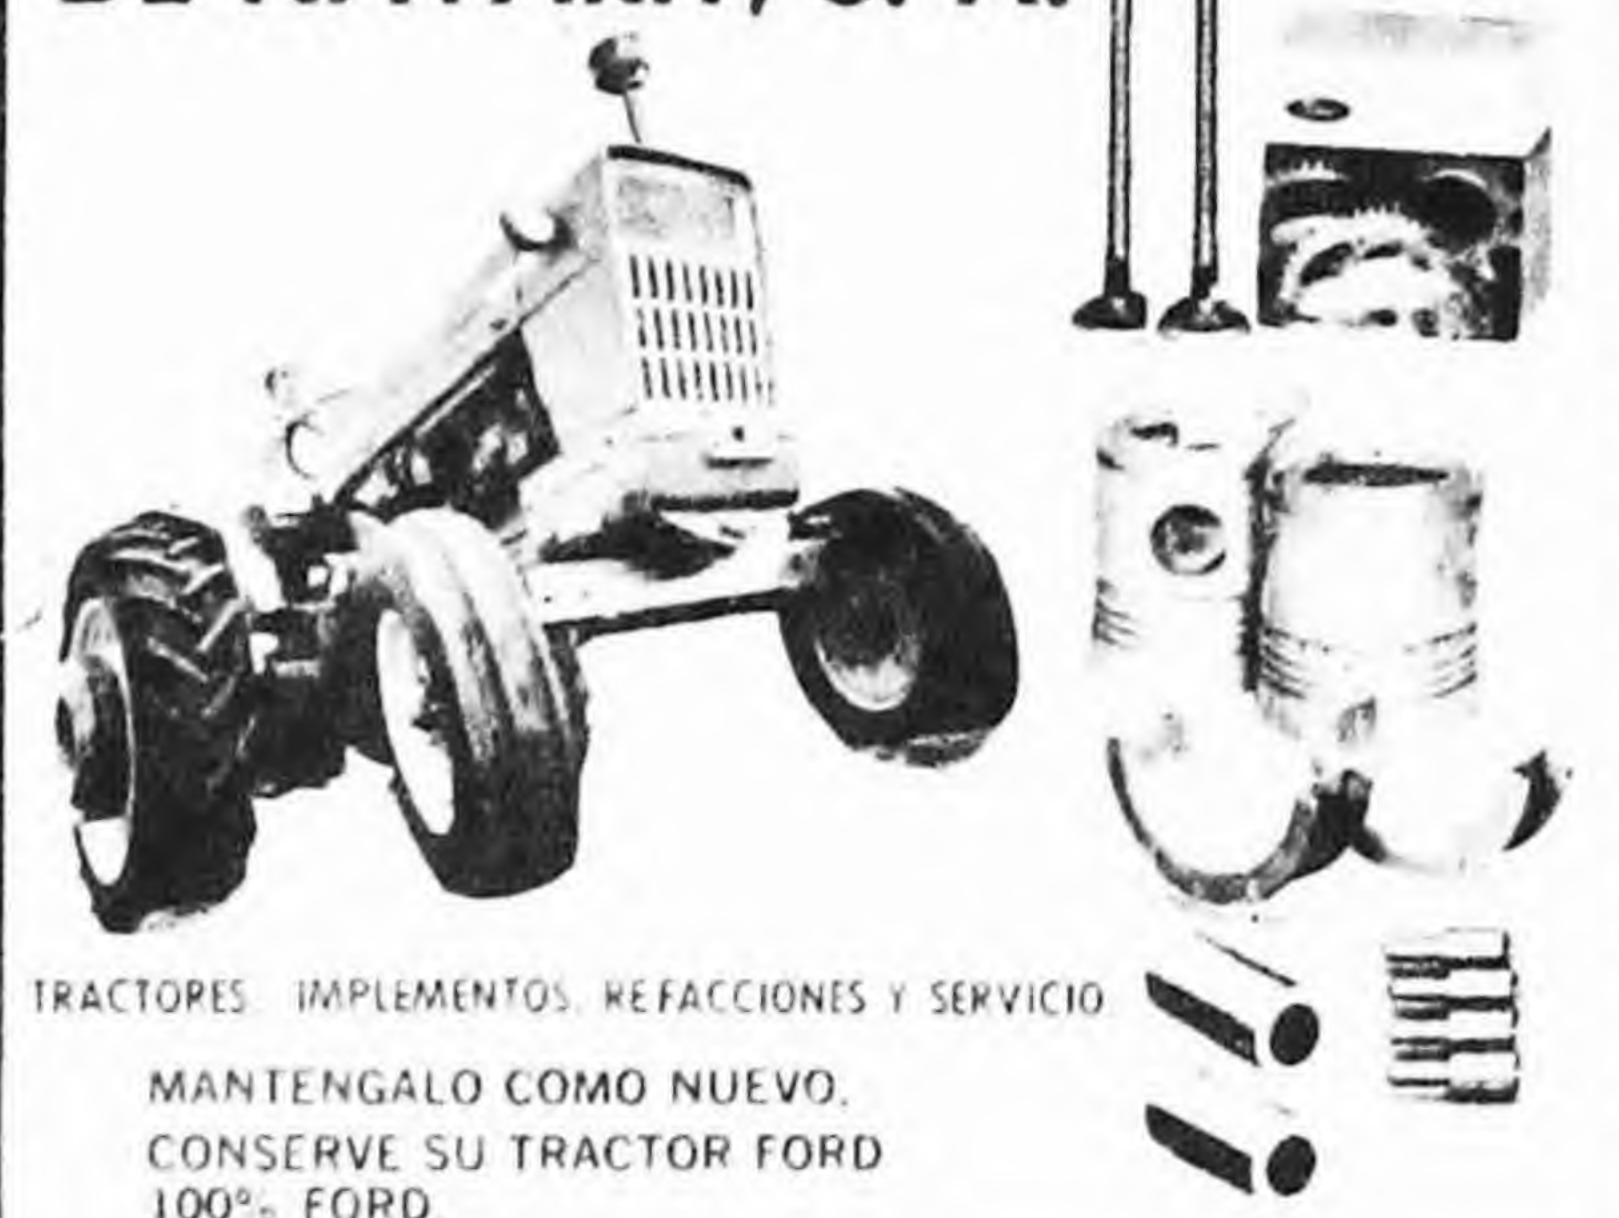 TRACTORES. IMPLEMENTOS. REFACCIONES Y SERVICIO
MANTENGALO COMO NUEVO.
CONSERVE SU TRACTOR FORD
100% FORD.